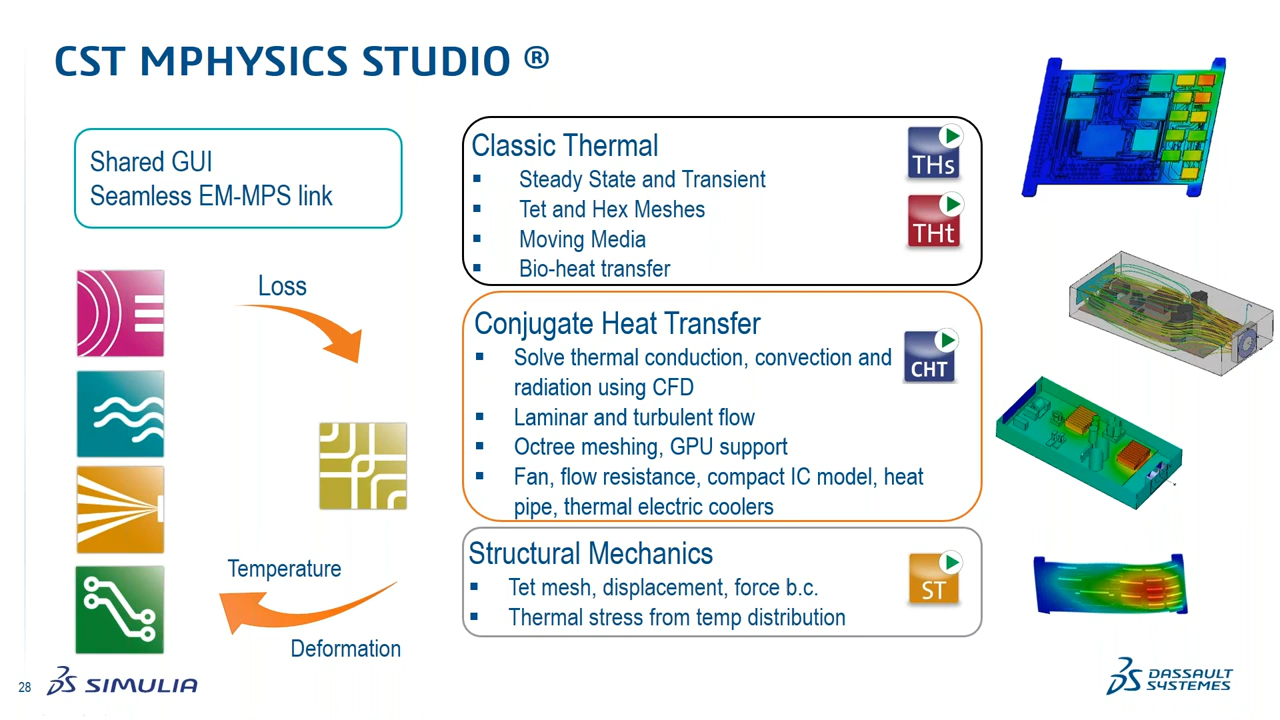 CST MPHYSICS STUDIO ®
Shared GUI
Seamless EM-MPS link
Loss
Temperature
Deformation
Classic Thermal
▪ Steady State and Transient
▪ Tet and Hex Meshes
▪ Moving Media
▪ Bio-heat transfer
THs
THt
Conjugate Heat Transfer
▪ Solve thermal conduction, convection and
radiation using CFD
▪ Laminar and turbulent flow
▪ Octree meshing, GPU support
▪ Fan, flow resistance, compact IC model, heat
pipe, thermal electric coolers
CHT
Structural Mechanics
▪ Tet mesh, displacement, force b.c.
▪ Thermal stress from temp distribution
ST
28
SIMULIA
DASSAULT
SYSTEMES